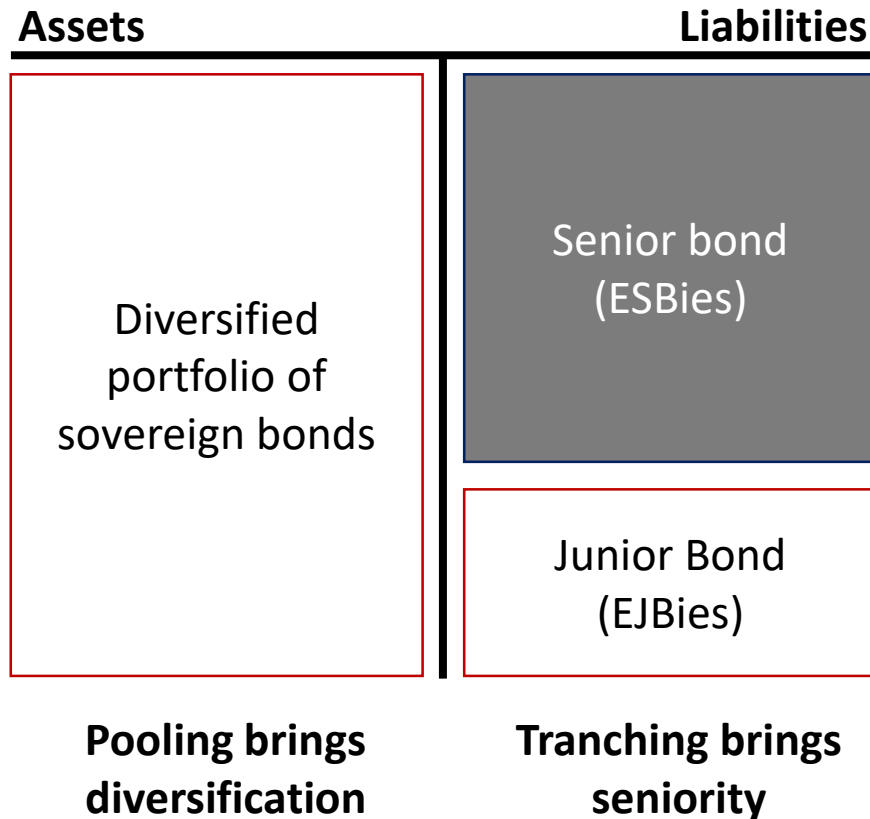 Assets
Liabilities
Diversified
portfolio of
sovereign bonds
Senior bond
(ESBies)
Junior Bond
(EJBies)
Pooling brings
diversification
Tranching brings
seniority